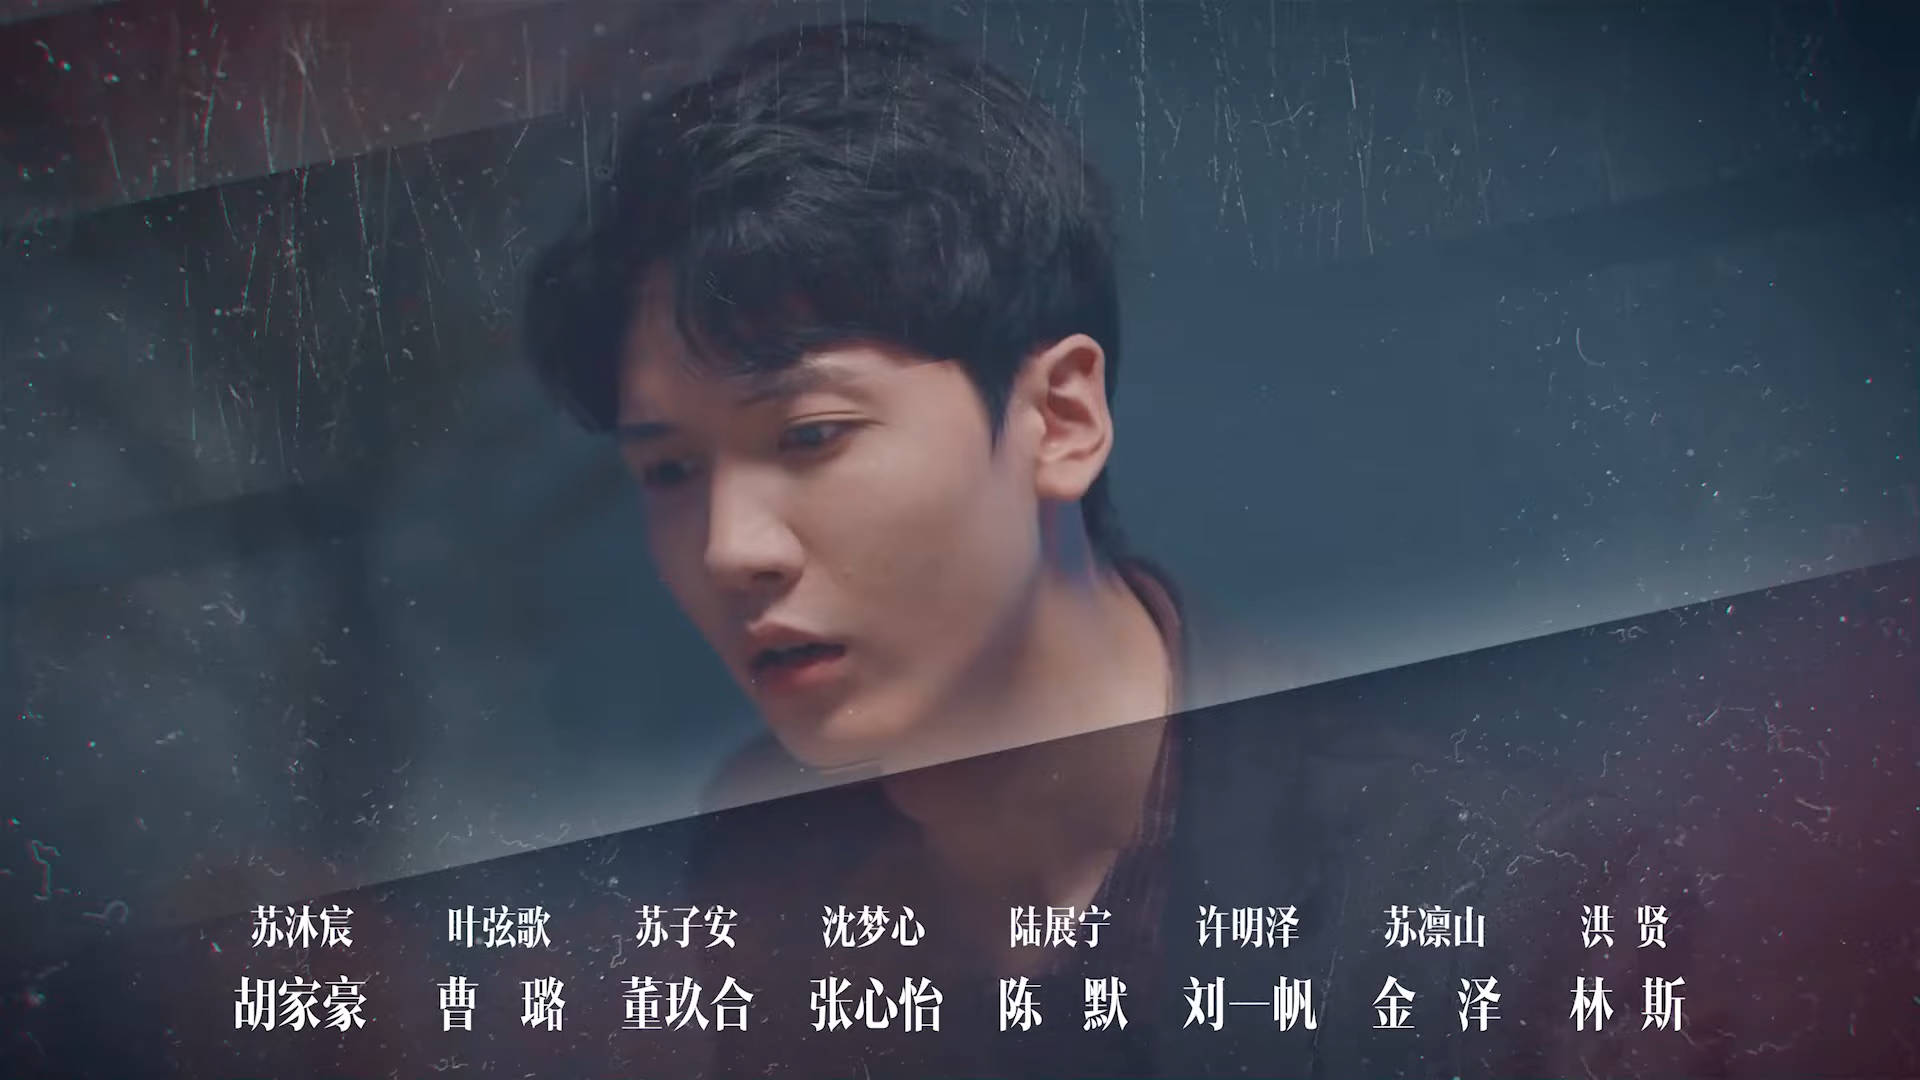 苏沐宸 叶弦歌 苏子安 沈梦心 陆展宁 许明泽 苏凛山 洪 贤
胡家豪 曹 璐 董玖合 张心怡 陈 默 刘一帆 金 泽 林 斯